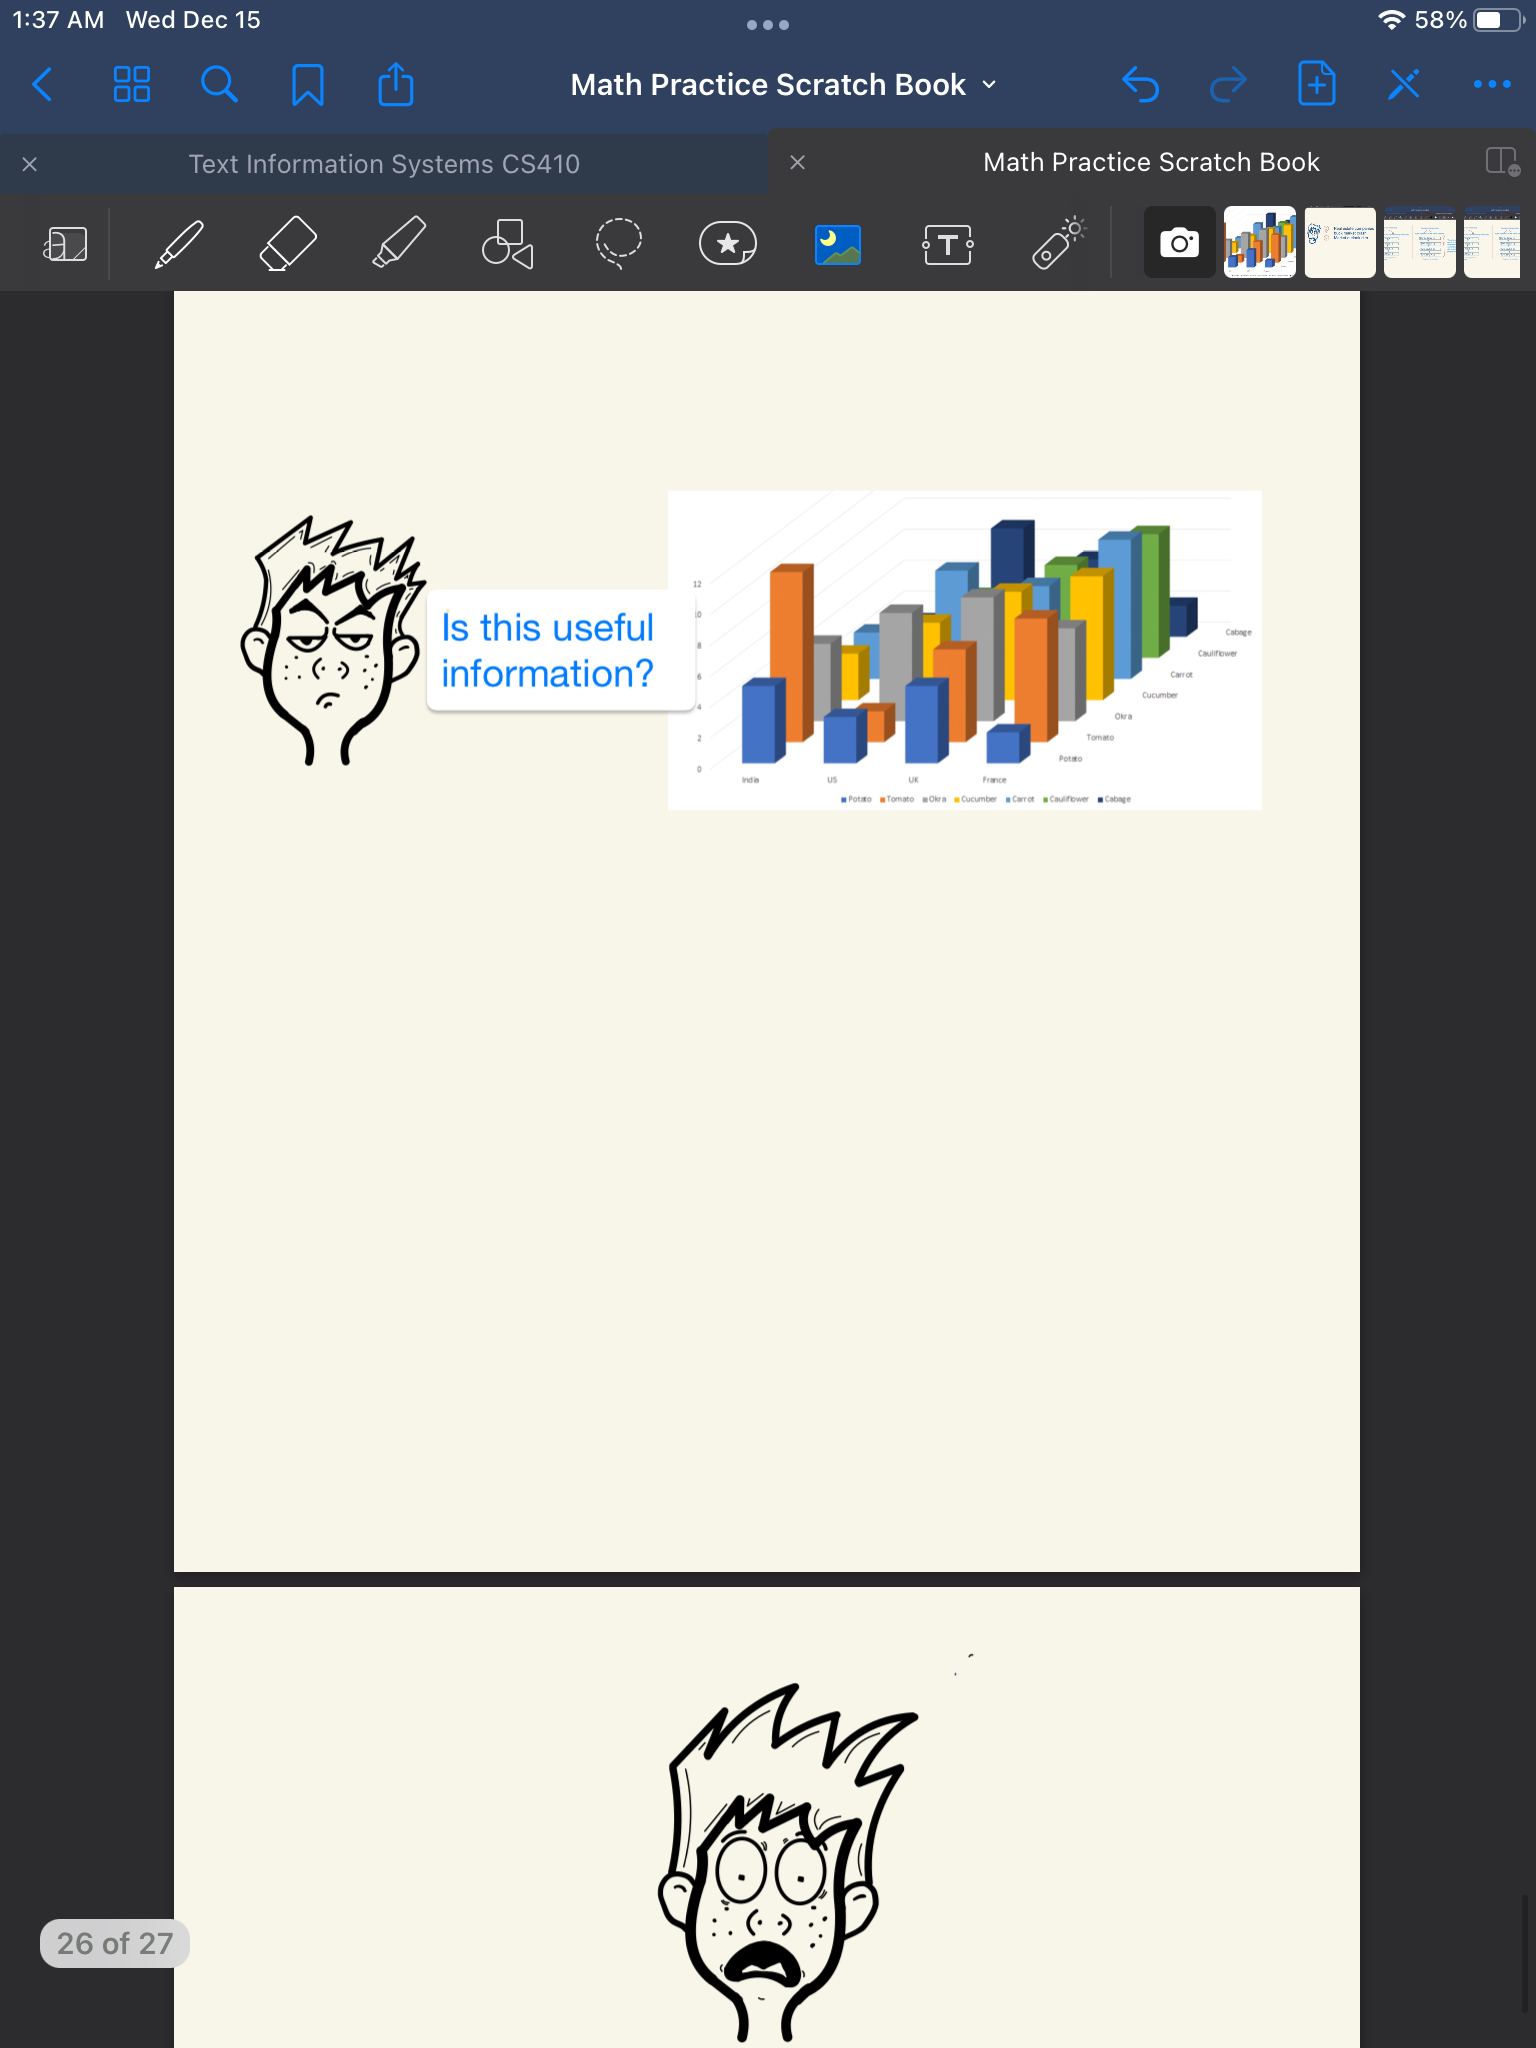 1:37 AM Wed Dec 15
58%
Math Practice Scratch Book
Text Information Systems CS410
Math Practice Scratch Book
T
Is this useful
information?
12
10
8
6
4
2
0
India US UK France
Cabage
Cauliflower
Carrot
Cucumber
Okra
Tomato
Potato
Potato Tomato Okra Cucumber Carrot Cauliflower Cabage
26 of 27